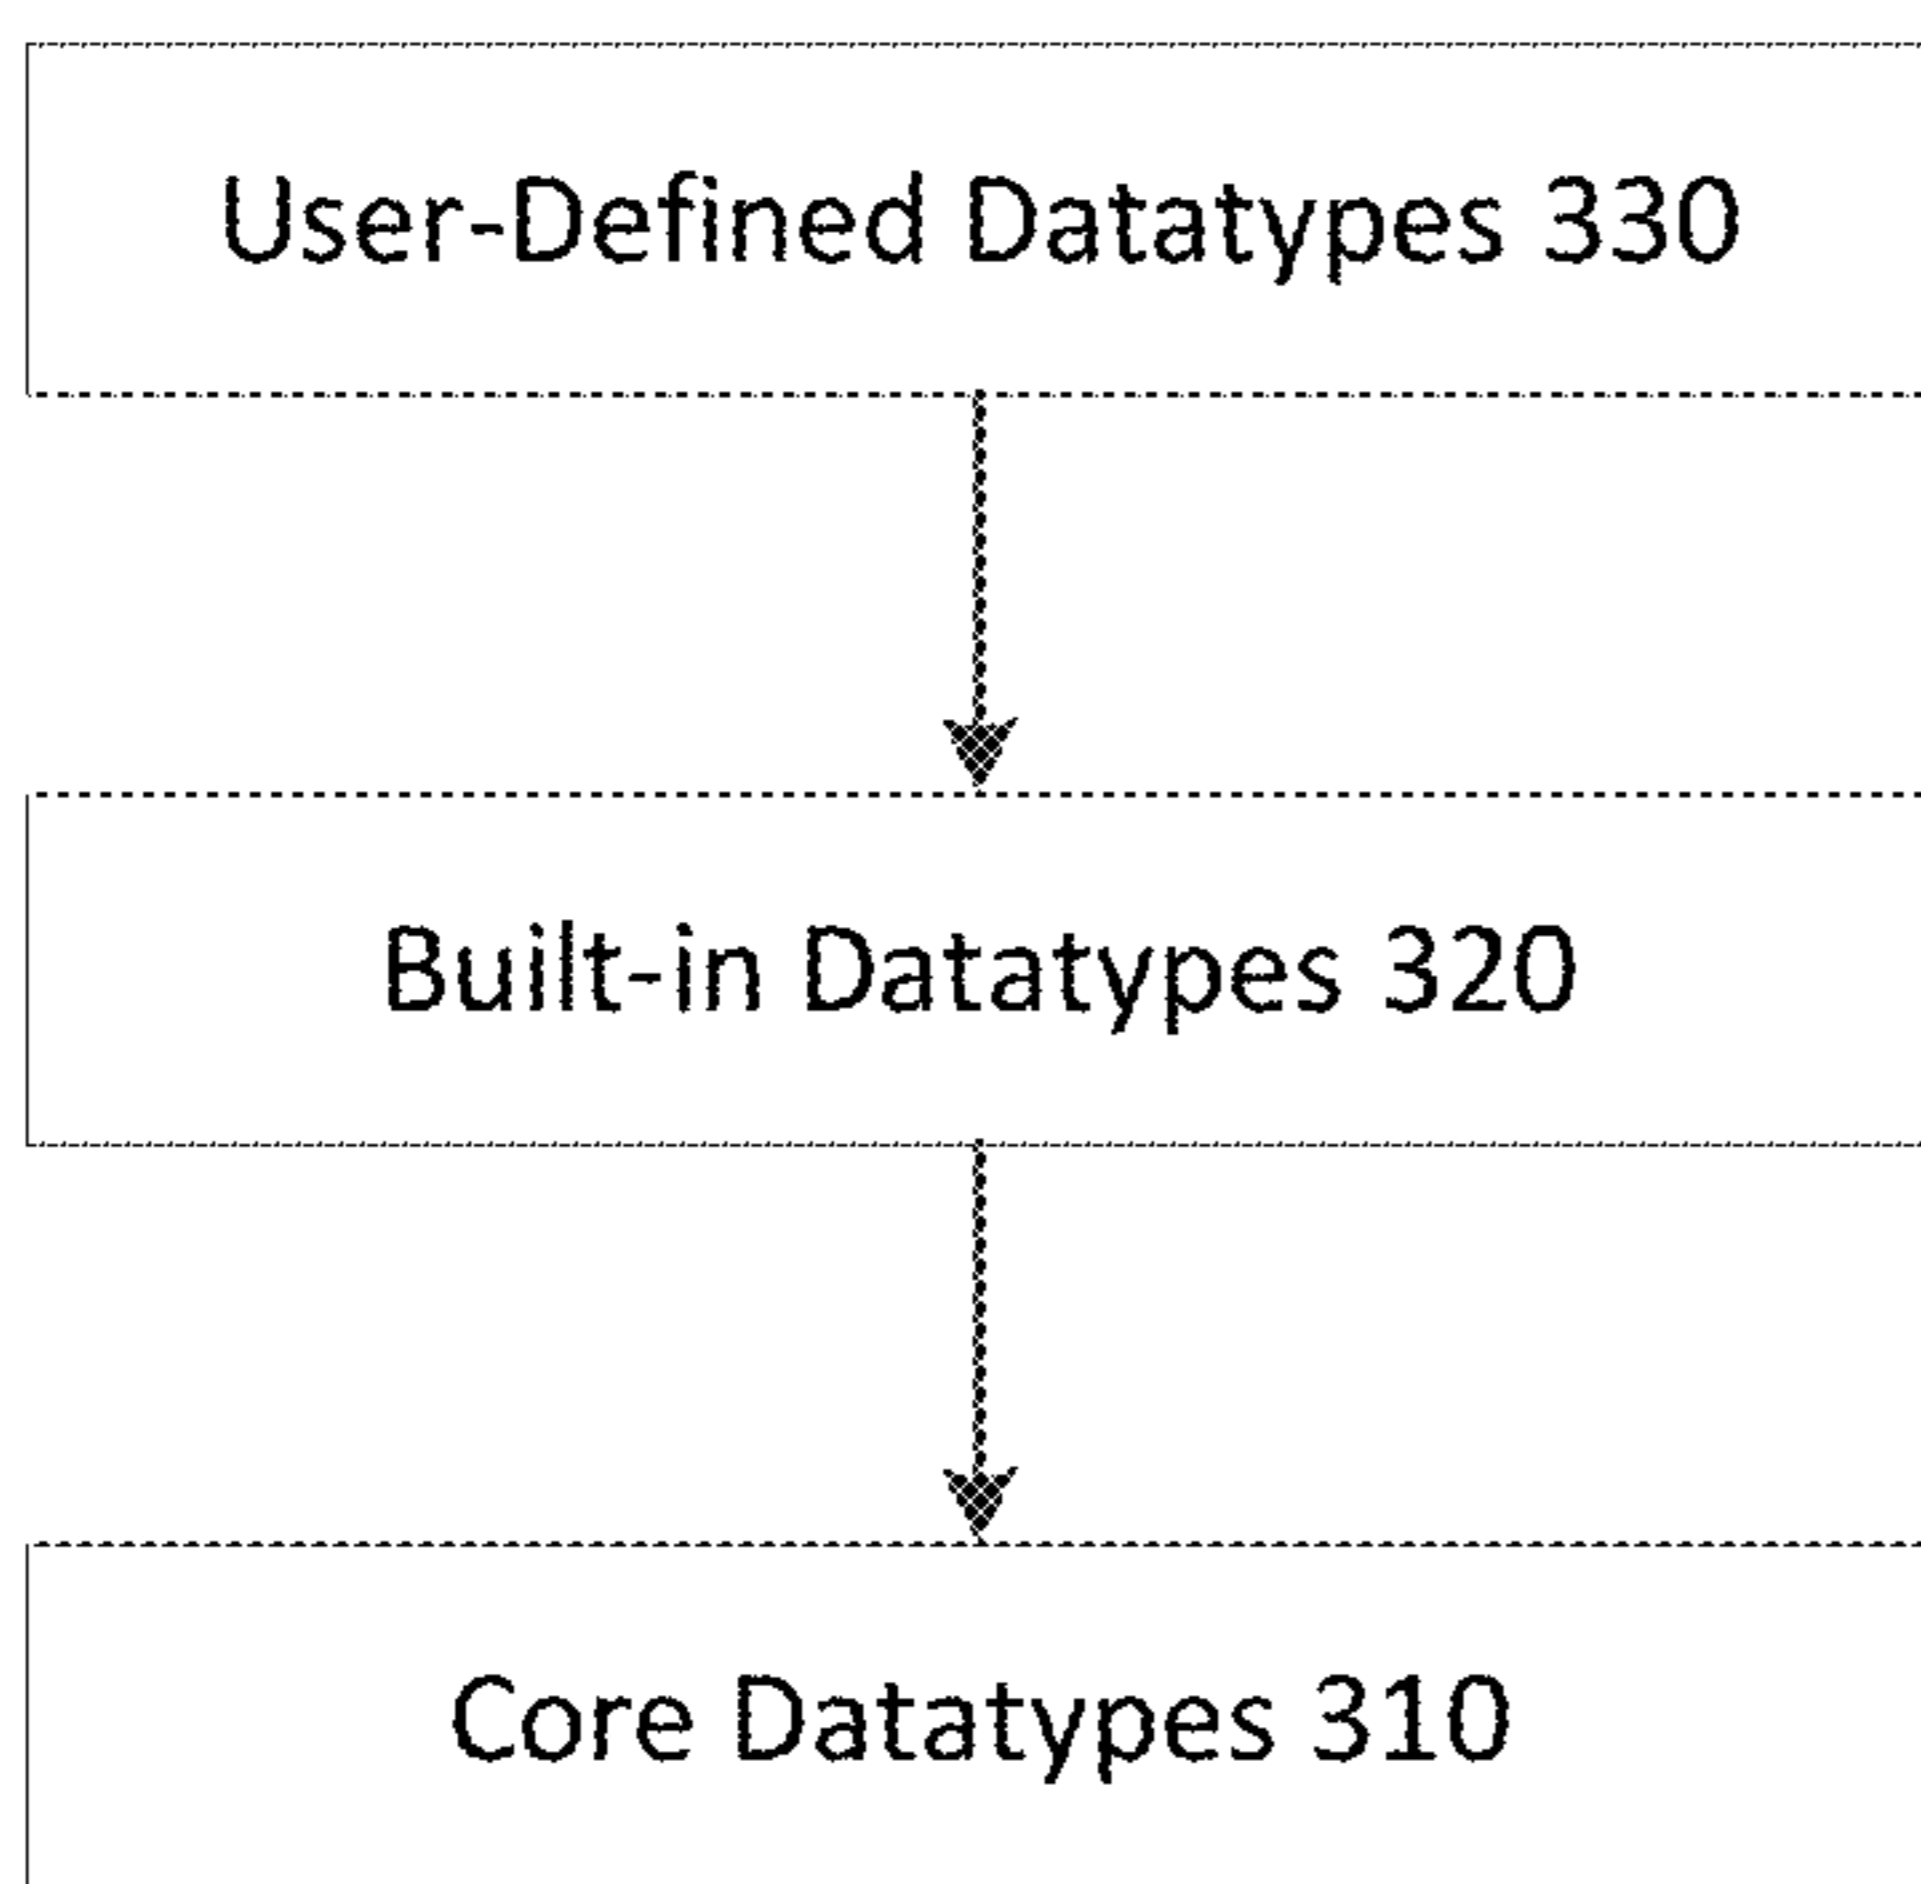 User-Defined Datatypes 330
Built-in Datatypes 320
Core Datatypes 310